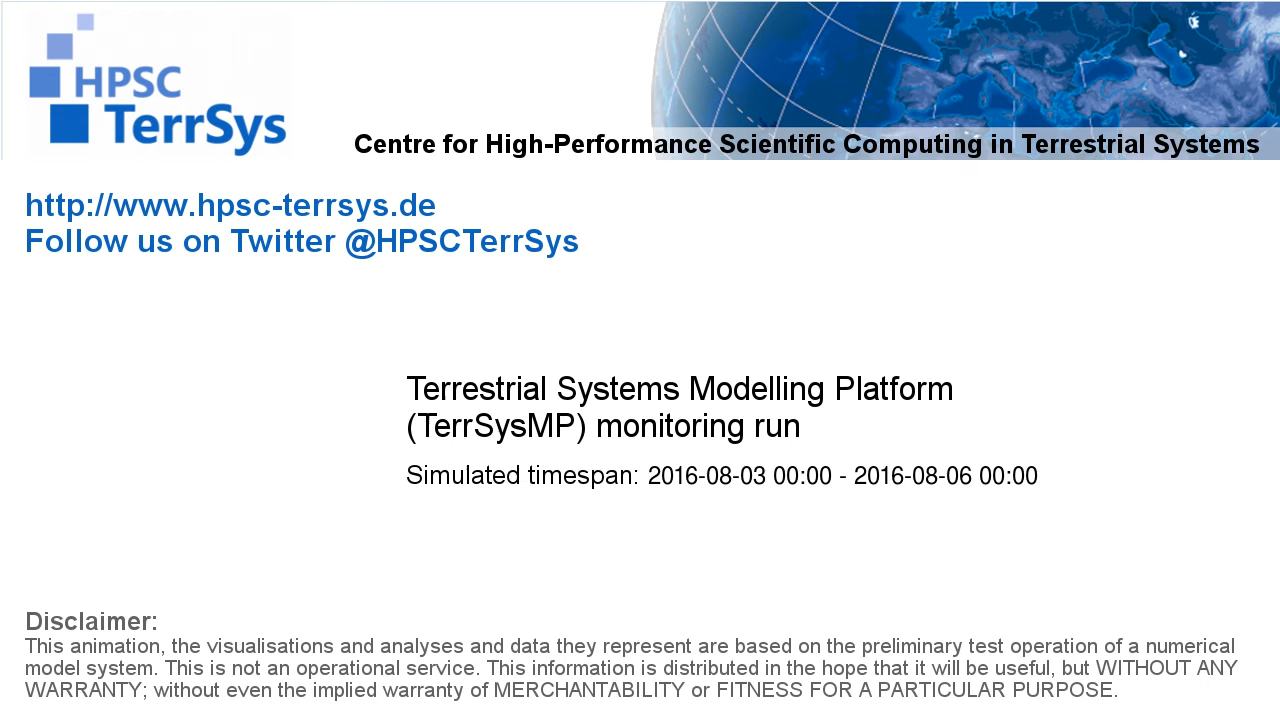 HPSC
TerrSys
Centre for High-Performance Scientific Computing in Terrestrial Systems
http://www.hpsc-terrsys.de
Follow us on Twitter @HPSCTerrSys
Terrestrial Systems Modelling Platform
(TerrSysMP) monitoring run
Simulated timespan: 2016-08-03 00:00 - 2016-08-06 00:00
Disclaimer:
This animation, the visualisations and analyses and data they represent are based on the preliminary test operation of a numerical
model system. This is not an operational service. This information is distributed in the hope that it will be useful, but WITHOUT ANY
WARRANTY; without even the implied warranty of MERCHANTABILITY or FITNESS FOR A PARTICULAR PURPOSE.